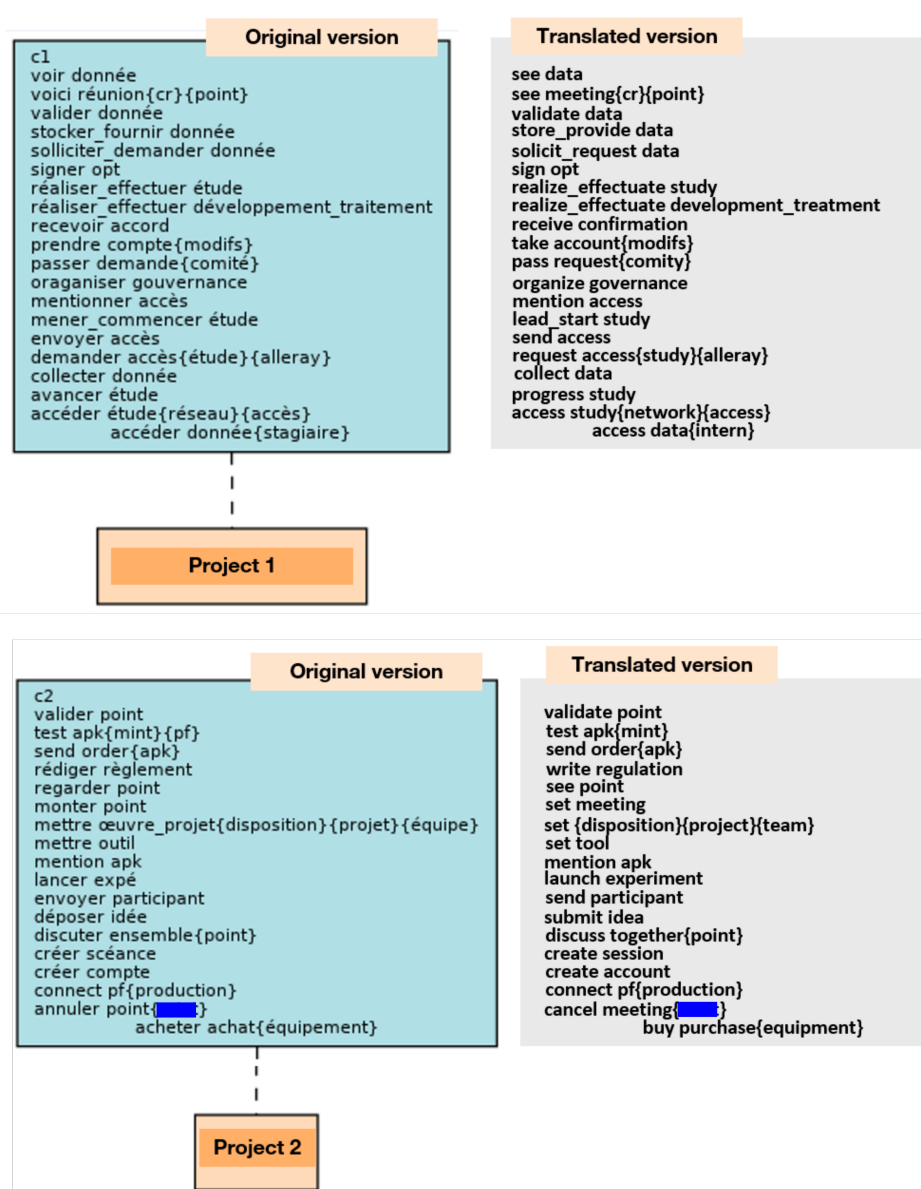 Original version
c1
voir donnée
voici réunion{cr}{point}
valider donnée
stocker_fournir donnée
solliciter_demander donnée
signer opt
réaliser_effectuer étude
réaliser_effectuer développement_traitement
recevoir accord
prendre compte{modifs}
passer demande{comité}
oraganiser gouvernance
mentionner accès
mener_commencer étude
envoyer accès
demander accès{étude}{alleray}
collecter donnée
avancer étude
accéder étude{réseau}{accès}
accéder donnée{stagiaire}
Project 1
Translated version
see data
see meeting{cr}{point}
validate data
store_provide data
solicit_request data
sign opt
realize_effectuate study
realize_effectuate development_treatment
receive confirmation
take account{modifs}
pass request{comity}
organize governance
mention access
lead_start study
send access
request access{study}{alleray}
collect data
progress study
access study{network}{access}
access data{intern}
Original version
c2
valider point
test apk{mint}{pf}
send order{apk}
rédiger règlement
regarder point
monter point
mettre œuvre_projet{disposition}{projet}{équipe}
mettre outil
mention apk
lancer expé
envoyer participant
déposer idée
discuter ensemble{point}
créer scéance
créer compte
connect pf{production}
annuler point{ }
acheter achat{équipement}
Project 2
Translated version
validate point
test apk{mint}
send order{apk}
write regulation
see point
set meeting
set {disposition}{project}{team}
set tool
mention apk
launch experiment
send participant
submit idea
discuss together{point}
create session
create account
connect pf{production}
cancel meeting{ }
buy purchase{equipment}